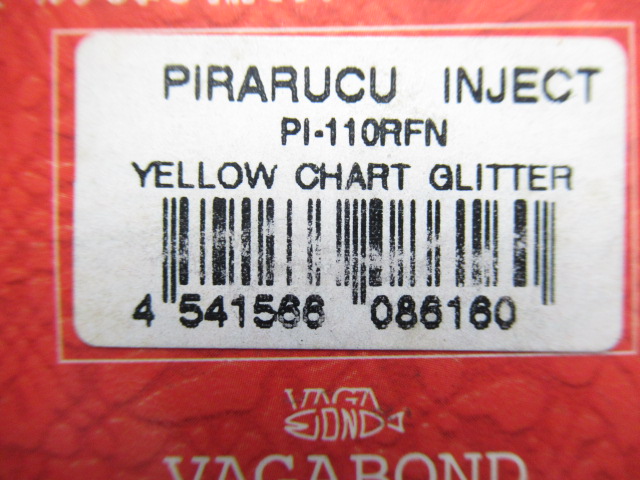 PIRARUCU INJECT
PI-110RFN
YELLOW CHART GLITTER
4 541566 086160
VAGA
BOND
VAGABOND